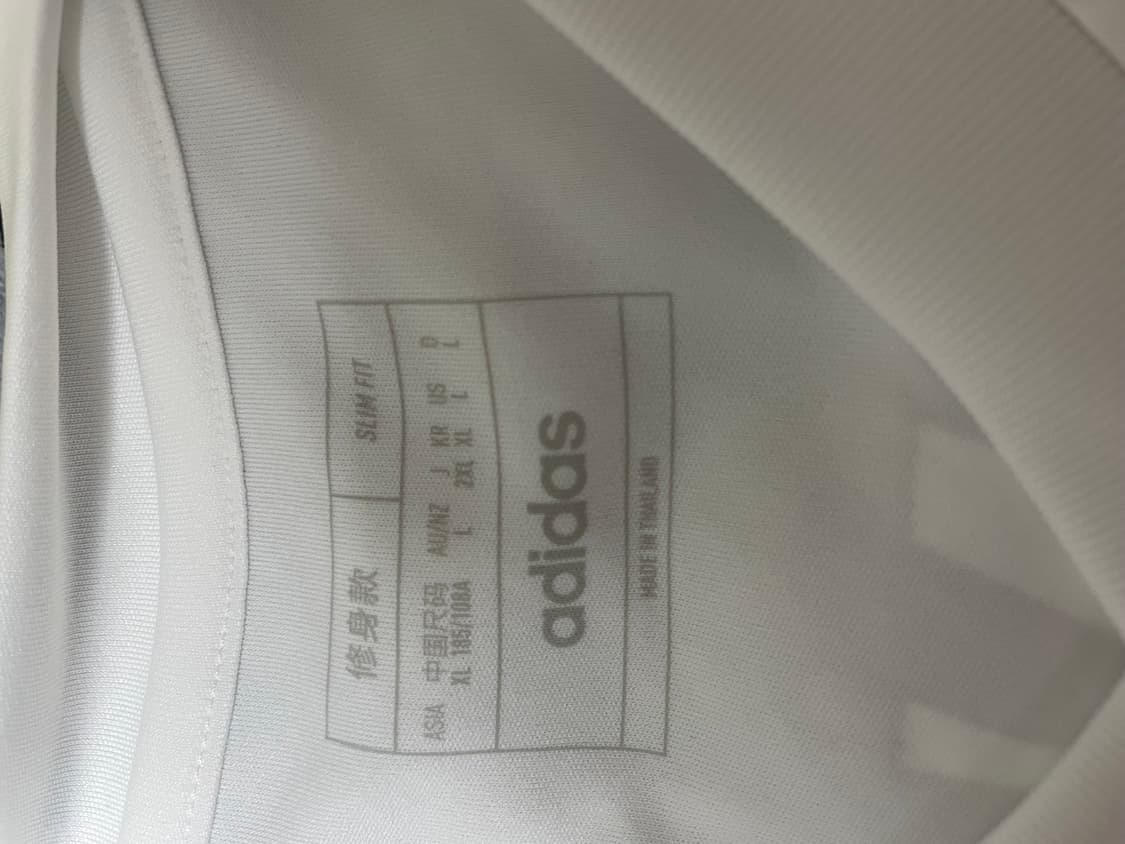 修身款 SLIM FIT
ASIA 中国尺码 AU/NZ J KR US D
XL 185/108A L 2XL XL L L
adidas
MADE IN THAILAND